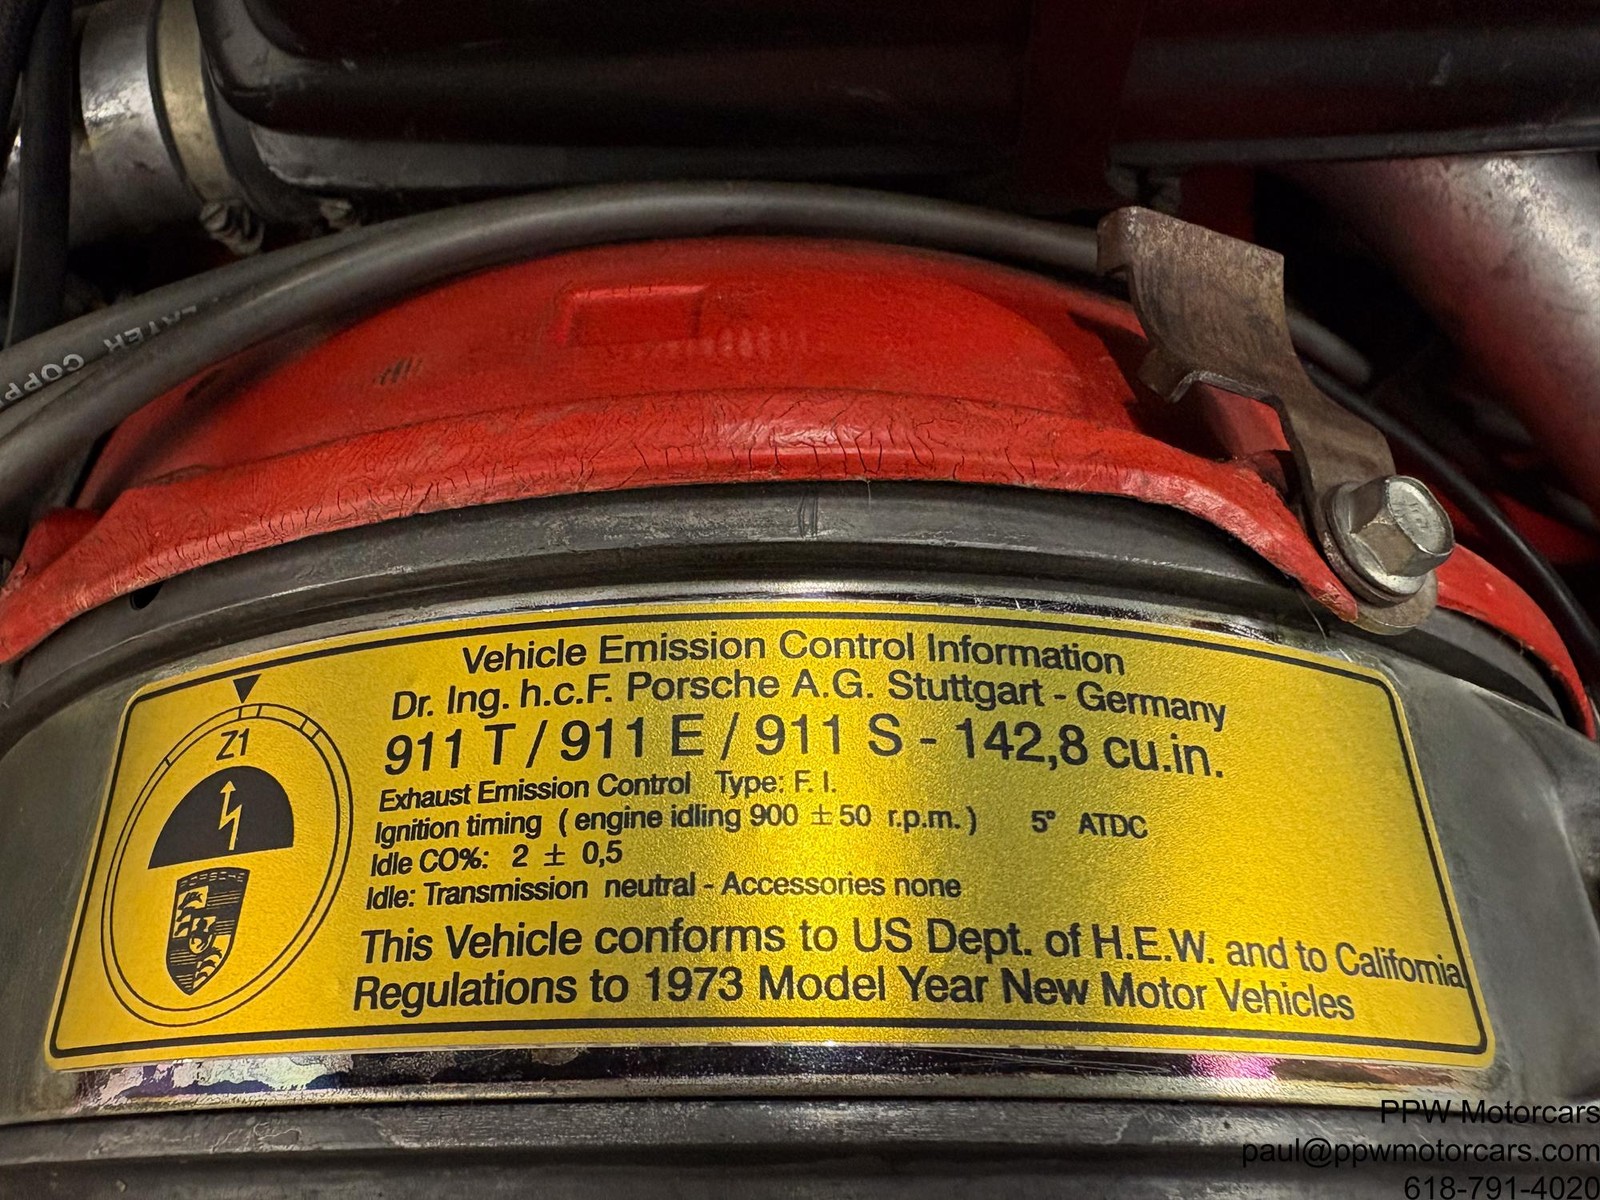 LATER COPP
Vehicle Emission Control Information
Dr. Ing. h.c.F. Porsche A.G. Stuttgart - Germany
911 T / 911 E / 911 S - 142,8 cu.in.
Exhaust Emission Control Type: F. I.
Ignition timing ( engine idling 900 ± 50 r.p.m. ) 5° ATDC
Idle CO%: 2 ± 0,5
Idle: Transmission neutral - Accessories none
This Vehicle conforms to US Dept. of H.E.W. and to California
Regulations to 1973 Model Year New Motor Vehicles
Z1
PORSCHE
PPW Motorcars
paul@ppwmotorcars.com
618-791-4020